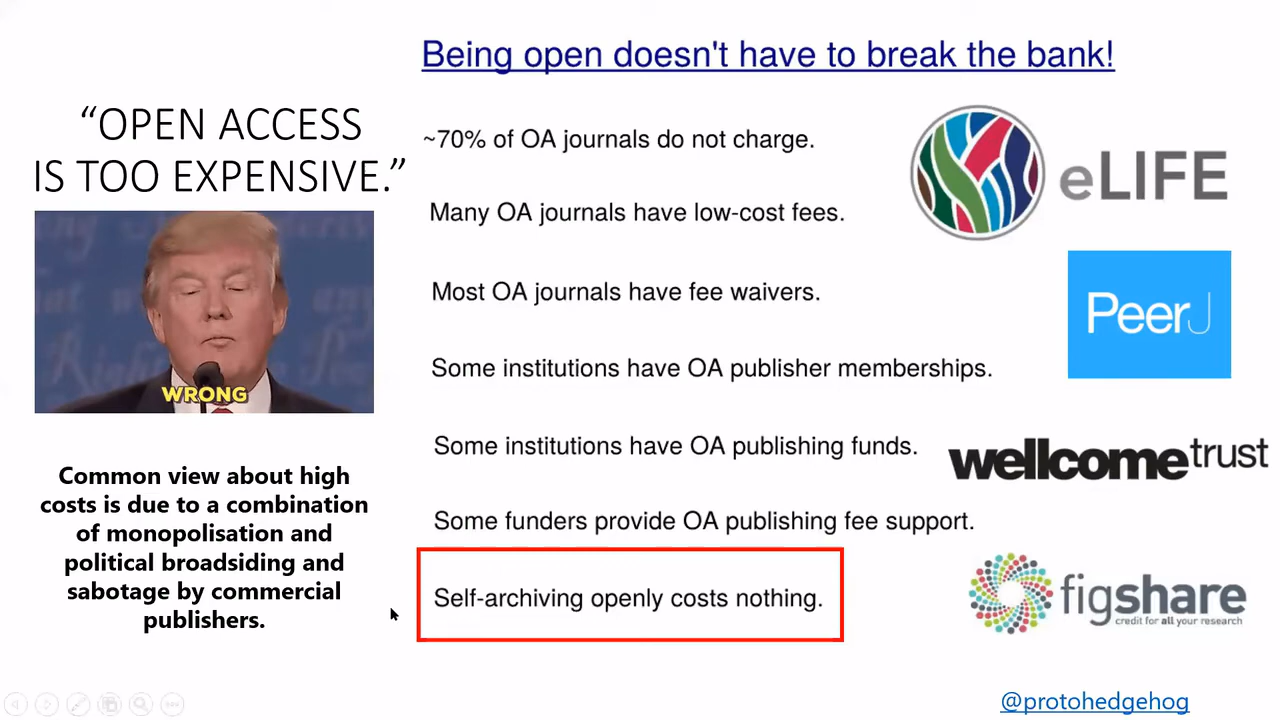 Being open doesn't have to break the bank!
“OPEN ACCESS
IS TOO EXPENSIVE.”
WRONG
Common view about high
costs is due to a combination
of monopolisation and
political broadsiding and
sabotage by commercial
publishers.
~70% of OA journals do not charge.
Many OA journals have low-cost fees.
Most OA journals have fee waivers.
Some institutions have OA publisher memberships.
Some institutions have OA publishing funds.
Some funders provide OA publishing fee support.
Self-archiving openly costs nothing.
eLIFE
PeerJ
wellcometrust
figshare
credit for all your research
@protohedgehog